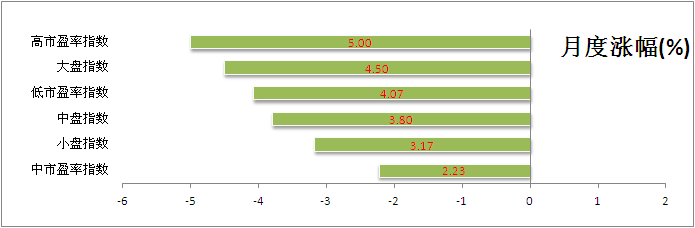 月度涨幅(%)
高市盈率指数 5.00
大盘指数 4.50
低市盈率指数 4.07
中盘指数 3.80
小盘指数 3.17
中市盈率指数 2.23
-6 -5 -4 -3 -2 -1 0 1 2